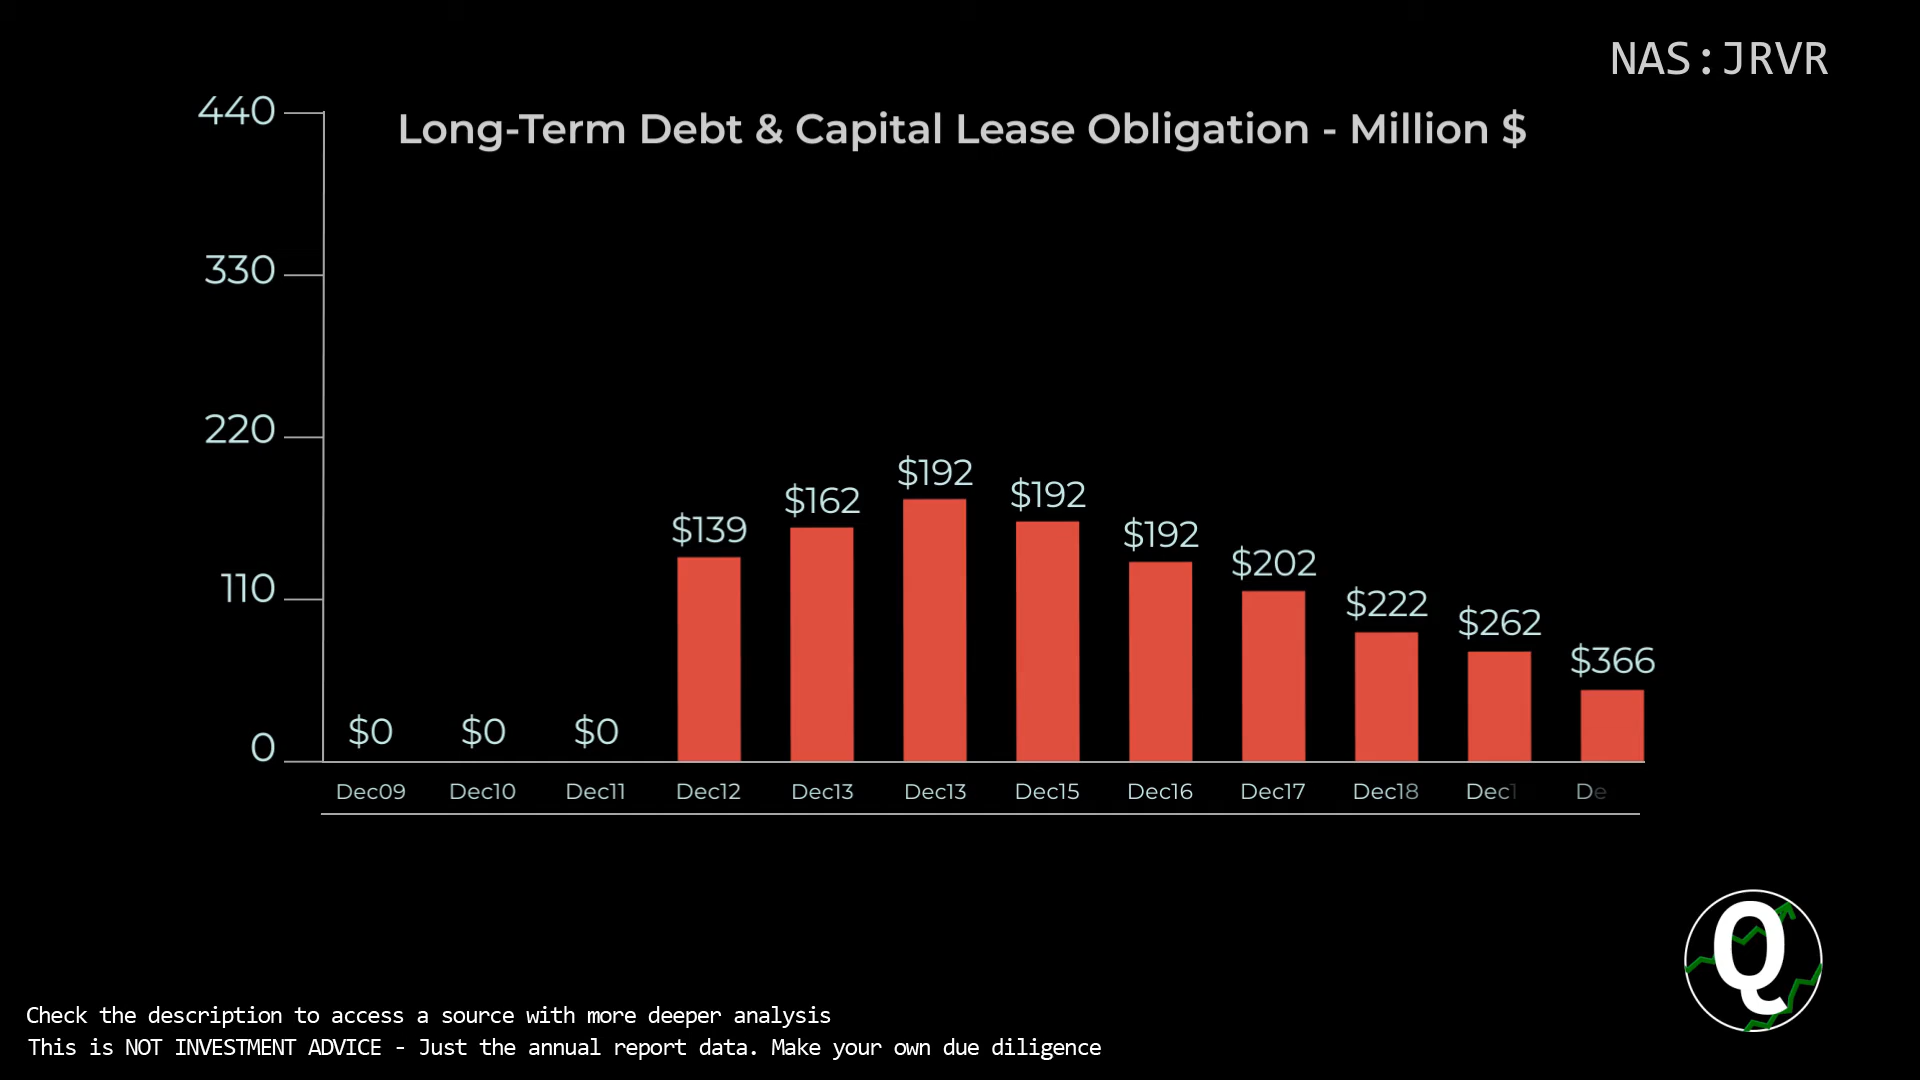 NAS:JRVR
Long-Term Debt & Capital Lease Obligation - Million $
440
330
220
110
0
$0 $0 $0 $139 $162 $192 $192 $192 $202 $222 $262 $366
Dec09 Dec10 Dec11 Dec12 Dec13 Dec13 Dec15 Dec16 Dec17 Dec18 Dec1 De
Q
Check the description to access a source with more deeper analysis
This is NOT INVESTMENT ADVICE - Just the annual report data. Make your own due diligence